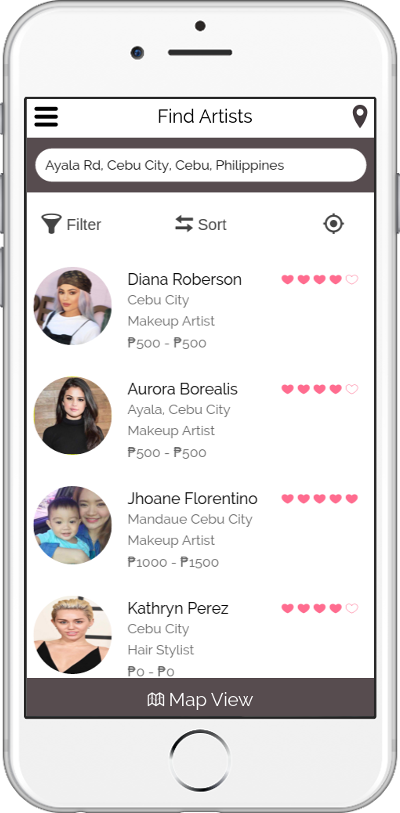 Find Artists
Ayala Rd, Cebu City, Cebu, Philippines
Filter Sort
Diana Roberson
Cebu City
Makeup Artist
₱500 - ₱500
Aurora Borealis
Ayala, Cebu City
Makeup Artist
₱500 - ₱500
Jhoane Florentino
Mandaue Cebu City
Makeup Artist
₱1000 - ₱1500
Kathryn Perez
Cebu City
Hair Stylist
₱0 - ₱0
Map View